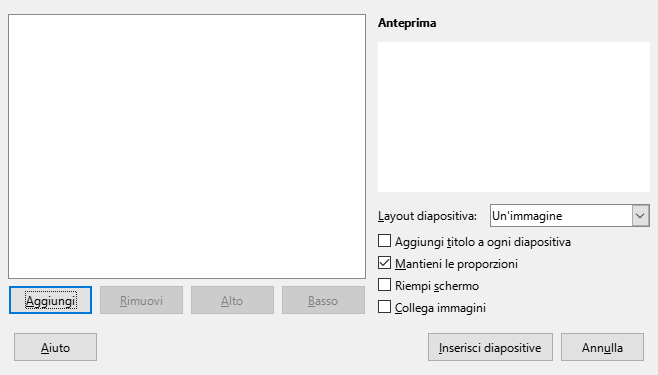 Anteprima
Layout diapositiva: Un'immagine
Aggiungi titolo a ogni diapositiva
Mantieni le proporzioni
Riempi schermo
Collega immagini
Aggiungi Rimuovi Alto Basso
Aiuto Inserisci diapositive Annulla